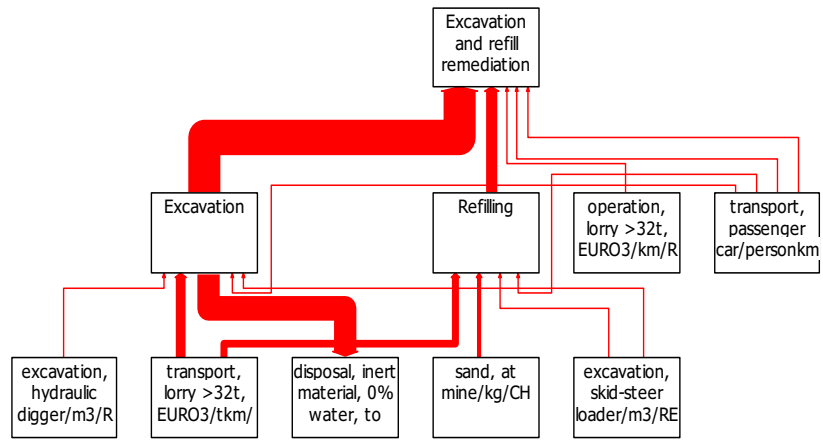 Excavation
and refill
remediation
Excavation
Refilling
operation,
lorry >32t,
EURO3/km/R
transport,
passenger
car/personkm
excavation,
hydraulic
digger/m3/R
transport,
lorry >32t,
EURO3/tkm/
disposal, inert
material, 0%
water, to
sand, at
mine/kg/CH
excavation,
skid-steer
loader/m3/RE